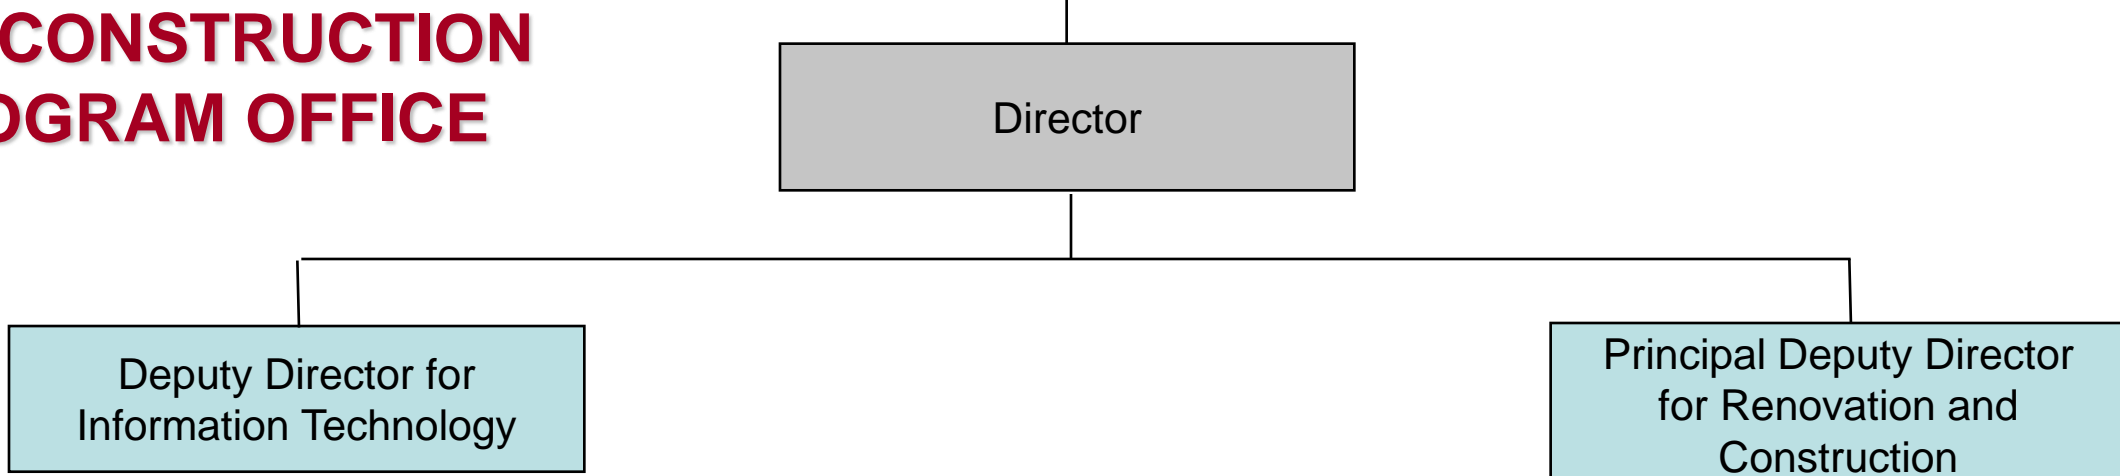 CONSTRUCTION
OGRAM OFFICE
Director
Deputy Director for
Information Technology
Principal Deputy Director
for Renovation and
Construction